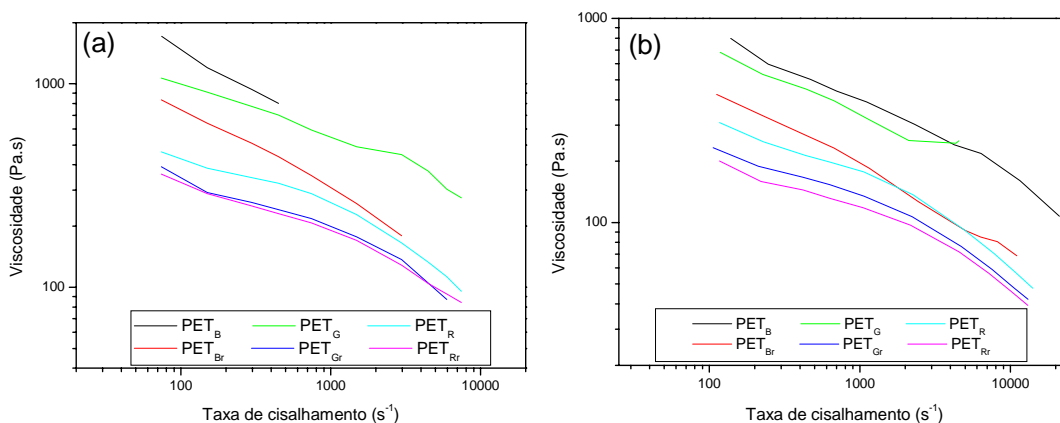 (a)
1000
100
Viscosidade (Pa.s)
PET_B PET_G PET_R
PET_Br PET_Gr PET_Rr
100 1000 10000
Taxa de cisalhamento (s⁻¹)
(b)
1000
100
Viscosidade (Pa.s)
PET_B PET_G PET_R
PET_Br PET_Gr PET_Rr
100 1000 10000
Taxa de cisalhamento (s⁻¹)